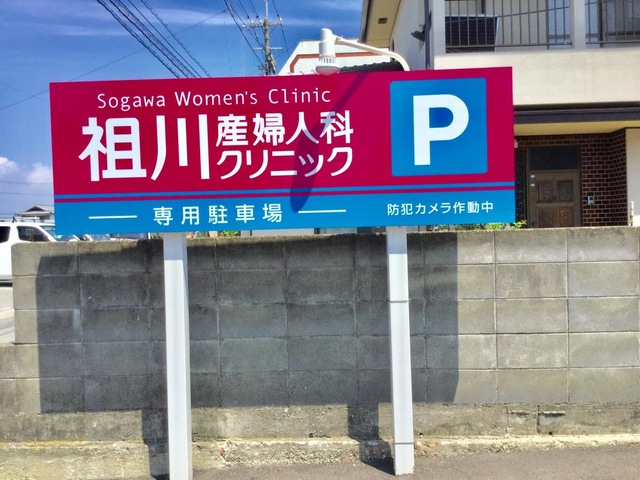 Sogawa Women's Clinic
祖川産婦人科
クリニック
P
専用駐車場
防犯カメラ作動中